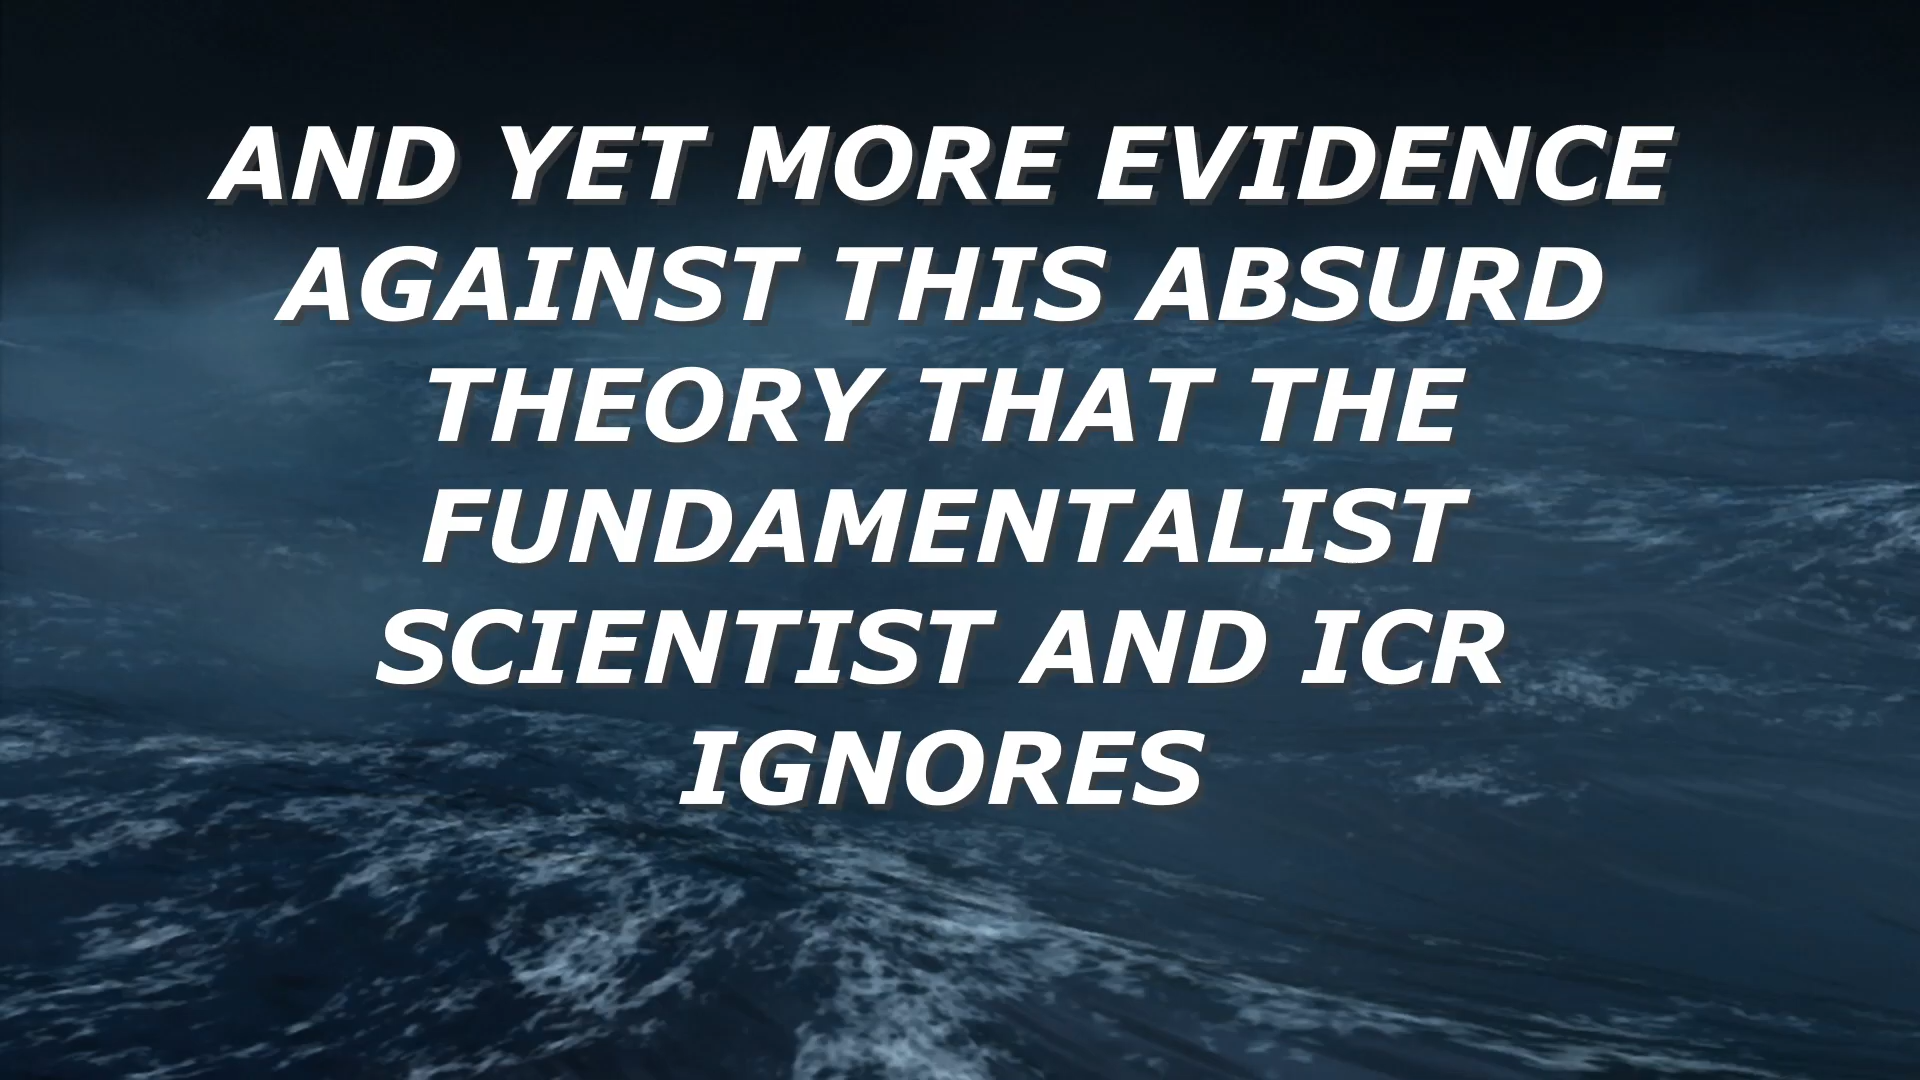 AND YET MORE EVIDENCE
AGAINST THIS ABSURD
THEORY THAT THE
FUNDAMENTALIST
SCIENTIST AND ICR
IGNORES